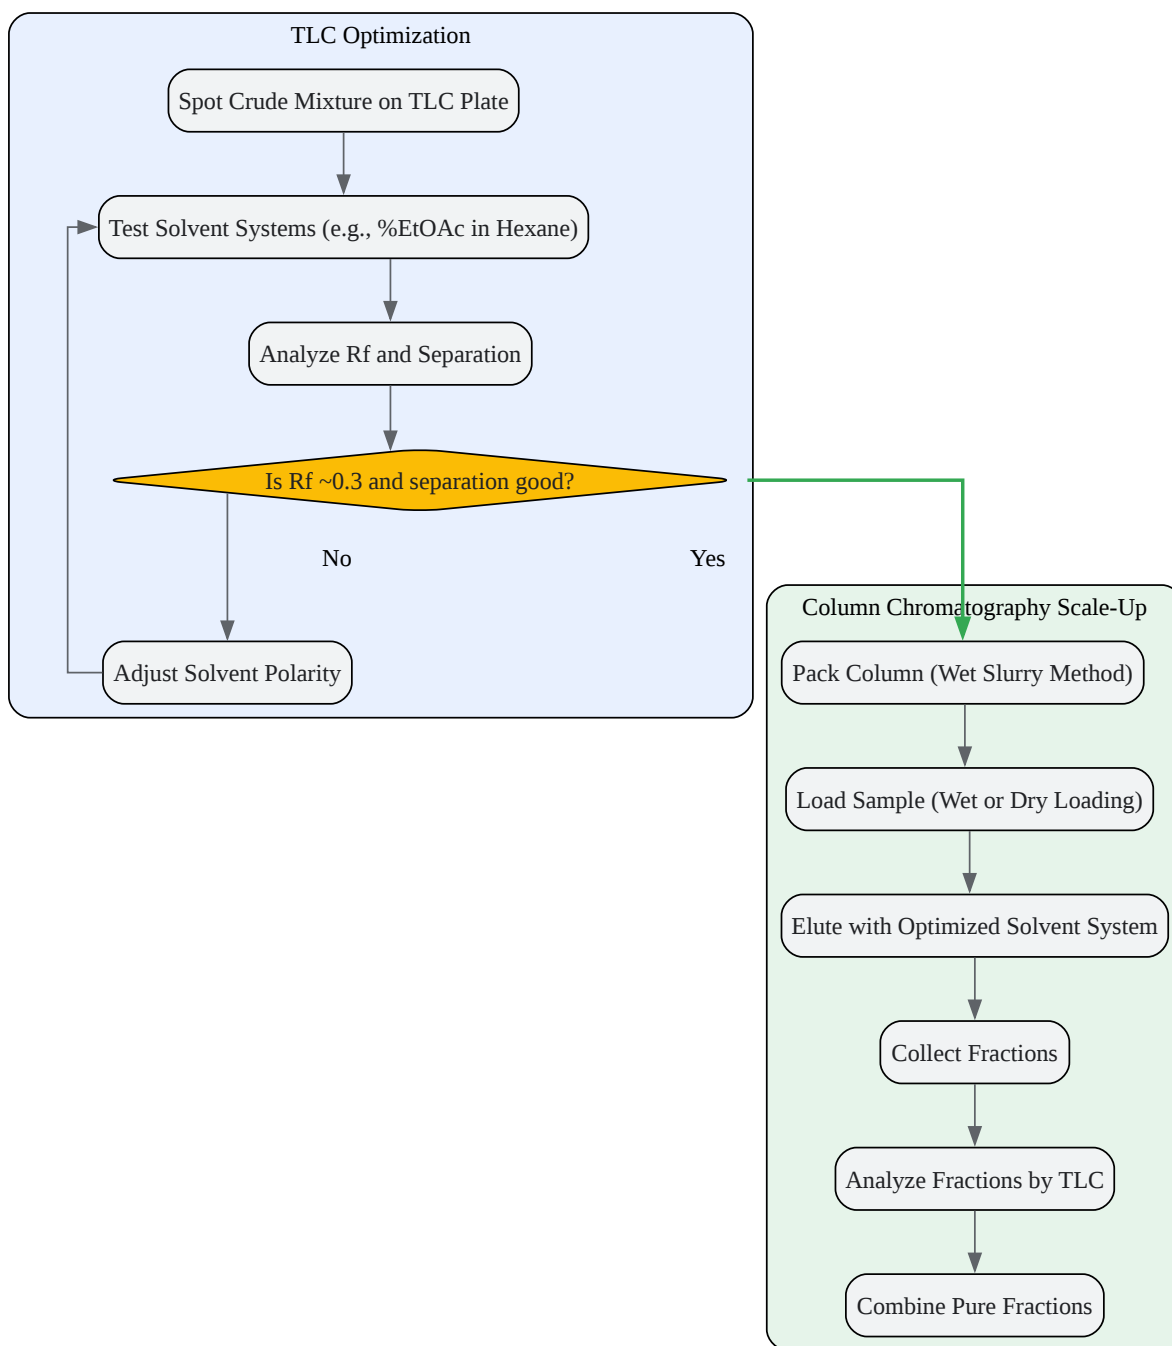 TLC Optimization
Spot Crude Mixture on TLC Plate
Test Solvent Systems (e.g., %EtOAc in Hexane)
Analyze Rf and Separation
Is Rf ~0.3 and separation good?
No
Yes
Adjust Solvent Polarity
Column Chromatography Scale-Up
Pack Column (Wet Slurry Method)
Load Sample (Wet or Dry Loading)
Elute with Optimized Solvent System
Collect Fractions
Analyze Fractions by TLC
Combine Pure Fractions